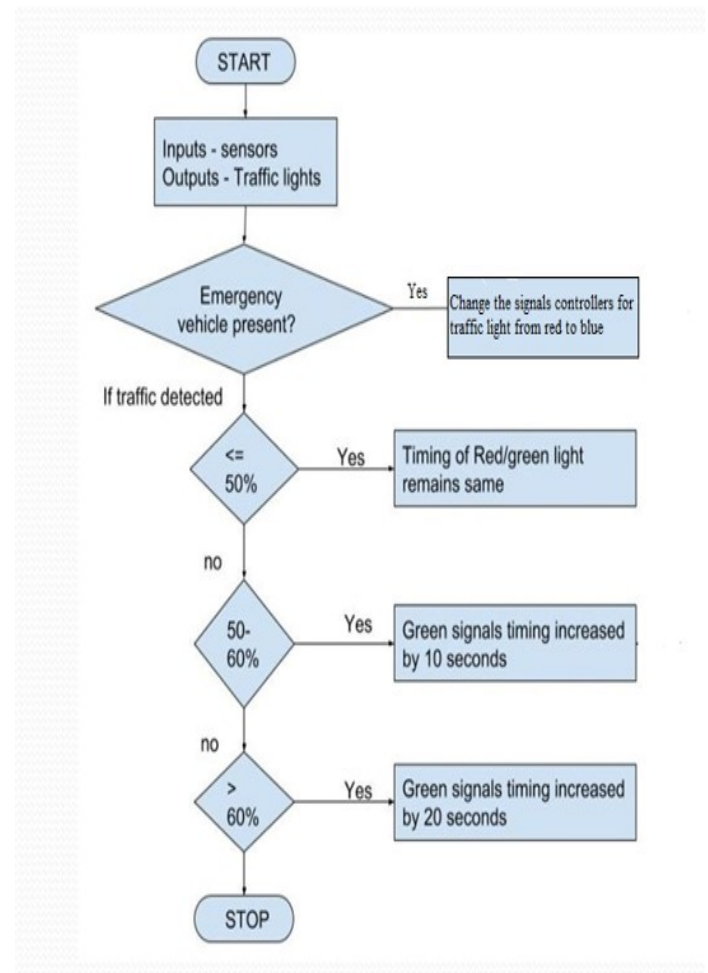 START
Inputs - sensors
Outputs - Traffic lights
Emergency
vehicle present?
Yes
Change the signals controllers for
traffic light from red to blue
If traffic detected
<=
50%
Yes
Timing of Red/green light
remains same
no
50-
60%
Yes
Green signals timing increased
by 10 seconds
no
>
60%
Yes
Green signals timing increased
by 20 seconds
STOP